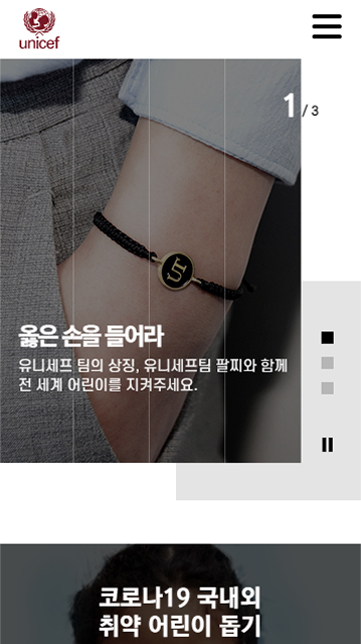 unicef
1 / 3
옳은 손을 들어라
유니세프 팀의 상징, 유니세프팀 팔찌와 함께
전 세계 어린이를 지켜주세요.
코로나19 국내외
취약 어린이 돕기